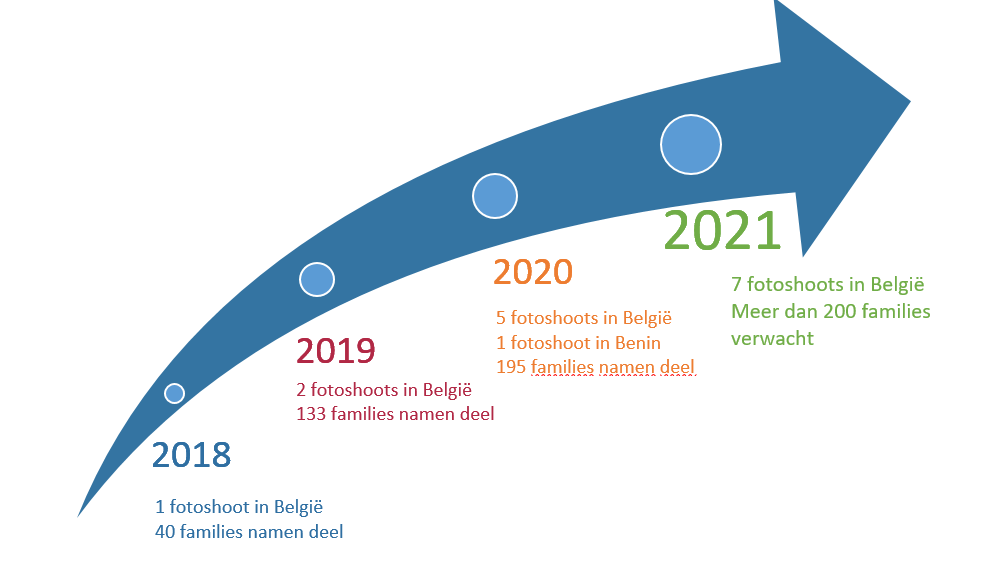 2018
1 fotoshoot in België
40 families namen deel
2019
2 fotoshoots in België
133 families namen deel
2020
5 fotoshoots in België
1 fotoshoot in Benin
195 families namen deel
2021
7 fotoshoots in België
Meer dan 200 families
verwacht